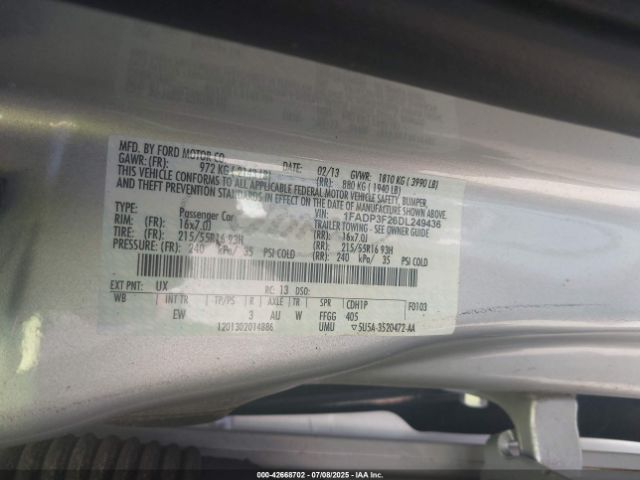 MFD. BY FORD MOTOR CO.
DATE: 02/13 GVWR: 1810 KG (3990 LB)
GAWR: (FR): 972 KG (RR): 880 KG (1940 LB)
THIS VEHICLE CONFORMS TO ALL APPLICABLE FEDERAL MOTOR VEHICLE SAFETY, BUMPER,
AND THEFT PREVENTION STANDARDS IN EFFECT ON THE DATE OF MANUFACTURE SHOWN ABOVE.
VIN: 1FADP3F26DL249436
TYPE: Passenger Car TRAILER TOWING - SEE OWNER GUIDE
RIM: (FR): 16x7.0J (RR): 16x7.0J
TIRE: (FR): 215/55R16 93H (RR): 215/55R16 93H
PRESSURE: (FR): 240 kPa/ 35 PSI COLD (RR): 240 kPa/ 35 PSI COLD
EXT PNT: UX RC: 13 DSO:
WB INT TR TP/PS R AXLE TR SPR CDH1P F0103
EW 3 AU W FFGG 405
1201302014886 UMU 5U5A-3520472-AA
000-42668702 - 07/08/2025 - iaai.com